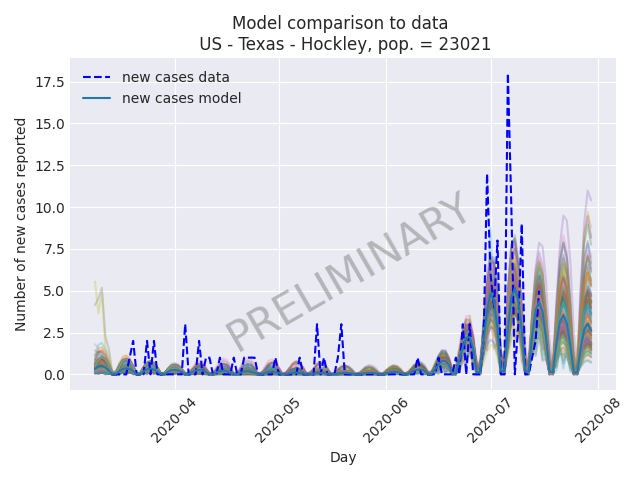 Model comparison to data
US - Texas - Hockley, pop. = 23021
new cases data
new cases model
PRELIMINARY
Number of new cases reported
17.5
15.0
12.5
10.0
7.5
5.0
2.5
0.0
2020-04
2020-05
2020-06
2020-07
2020-08
Day